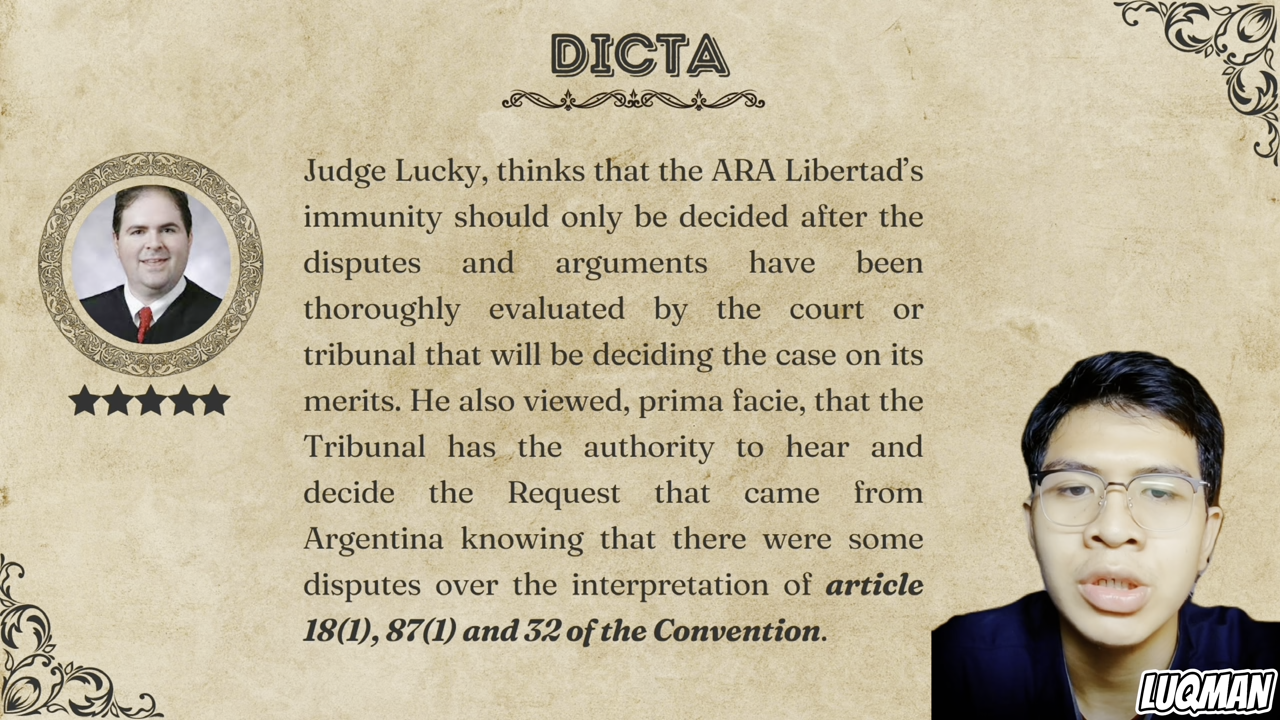 DICTA
Judge Lucky, thinks that the ARA Libertad’s
immunity should only be decided after the
disputes and arguments have been
thoroughly evaluated by the court or
tribunal that will be deciding the case on its
merits. He also viewed, prima facie, that the
Tribunal has the authority to hear and
decide the Request that came from
Argentina knowing that there were some
disputes over the interpretation of article
18(1), 87(1) and 32 of the Convention.
LUQMAN